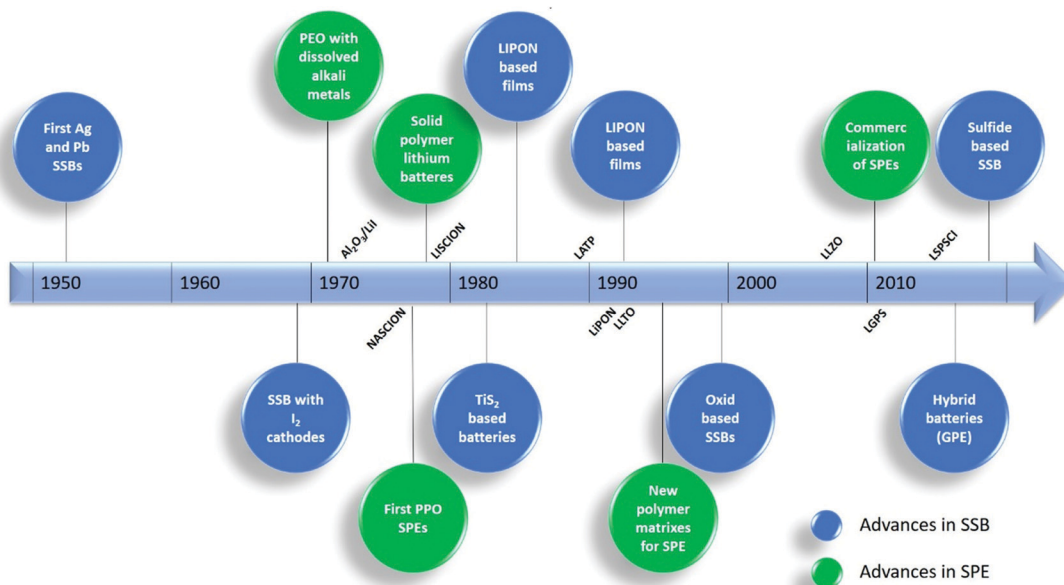 First Ag
and Pb
SSBs
PEO with
dissolved
alkali
metals
Solid
polymer
lithium
batteres
LIPON
based
films
LIPON
based
films
Commerc
ialization
of SPEs
Sulfide
based
SSB
Al₂O₃/LiI
LISCION
LATP
LLZO
LSPSCI
1950
1960
1970
1980
1990
2000
2010
NASCION
LiPON
LLTO
LGPS
SSB with
I₂
cathodes
First PPO
SPEs
TiS₂
based
batteries
New
polymer
matrixes
for SPE
Oxid
based
SSBs
Hybrid
batteries
(GPE)
Advances in SSB
Advances in SPE